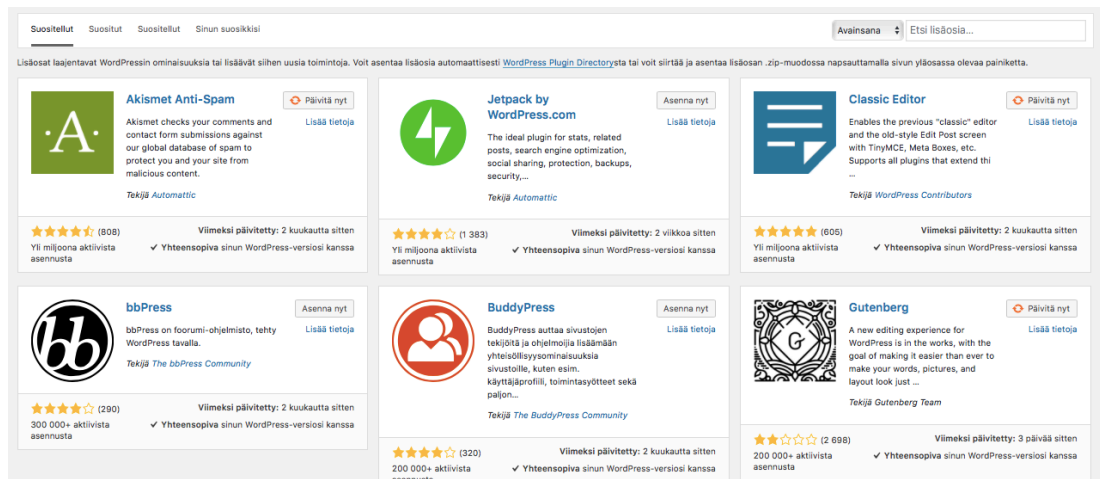 Suositellut Suositut Suositellut Sinun suosikkisi
Avainsana Etsi lisäosia...
Lisäosat laajentavat WordPressin ominaisuuksia tai lisäävät siihen uusia toimintoja. Voit asentaa lisäosia automaattisesti WordPress Plugin Directorysta tai voit siirtää ja asentaa lisäosan .zip-muodossa napsauttamalla sivun yläosassa olevaa painiketta.
·A·
Akismet Anti-Spam
Päivitä nyt
Lisää tietoja
Akismet checks your comments and
contact form submissions against
our global database of spam to
protect you and your site from
malicious content.
Tekijä Automattic
(808)
Yli miljoona aktiivista
asennusta
Viimeksi päivitetty: 2 kuukautta sitten
✓ Yhteensopiva sinun WordPress-versiosi kanssa
Jetpack by
WordPress.com
Asenna nyt
Lisää tietoja
The ideal plugin for stats, related
posts, search engine optimization,
social sharing, protection, backups,
security,...
Tekijä Automattic
(1 383)
Yli miljoona aktiivista
asennusta
Viimeksi päivitetty: 2 viikkoa sitten
✓ Yhteensopiva sinun WordPress-versiosi kanssa
Classic Editor
Päivitä nyt
Lisää tietoja
Enables the previous "classic" editor
and the old-style Edit Post screen
with TinyMCE, Meta Boxes, etc.
Supports all plugins that extend thi
...
Tekijä WordPress Contributors
(605)
Yli miljoona aktiivista
asennusta
Viimeksi päivitetty: 2 kuukautta sitten
✓ Yhteensopiva sinun WordPress-versiosi kanssa
bb
bbPress
Asenna nyt
Lisää tietoja
bbPress on foorumi-ohjelmisto, tehty
WordPress tavalla.
Tekijä The bbPress Community
(290)
300 000+ aktiivista
asennusta
Viimeksi päivitetty: 2 kuukautta sitten
✓ Yhteensopiva sinun WordPress-versiosi kanssa
BuddyPress
Asenna nyt
Lisää tietoja
BuddyPress auttaa sivustojen
tekijöitä ja ohjelmoijia lisäämään
yhteisöllisyysominaisuuksia
sivustoille, kuten esim.
käyttäjäprofiili, toimintasyötteet sekä
paljon...
Tekijä The BuddyPress Community
(320)
200 000+ aktiivista
Viimeksi päivitetty: 2 kuukautta sitten
✓ Yhteensopiva sinun WordPress-versiosi kanssa
G
Gutenberg
Päivitä nyt
Lisää tietoja
A new editing experience for
WordPress is in the works, with the
goal of making it easier than ever to
make your words, pictures, and
layout look just ...
Tekijä Gutenberg Team
(2 698)
200 000+ aktiivista
asennusta
Viimeksi päivitetty: 3 päivää sitten
✓ Yhteensopiva sinun WordPress-versiosi kanssa